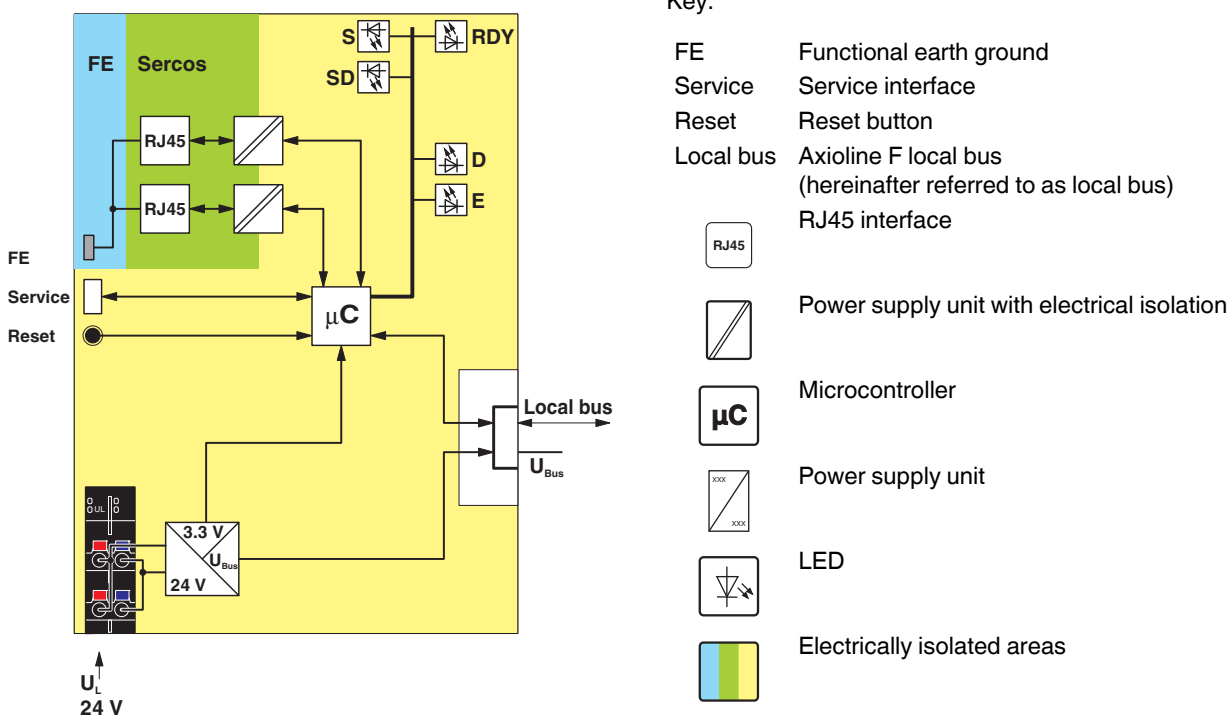 Key:
FE Sercos
S RDY
SD
RJ45
D
RJ45
E
FE
Service
μC
Reset
Local bus
U Bus
UL
3.3 V
U Bus
24 V
U L
24 V
FE Functional earth ground
Service Service interface
Reset Reset button
Local bus Axioline F local bus
(hereinafter referred to as local bus)
RJ45 RJ45 interface
Power supply unit with electrical isolation
μC Microcontroller
xxx
xxx Power supply unit
LED
Electrically isolated areas